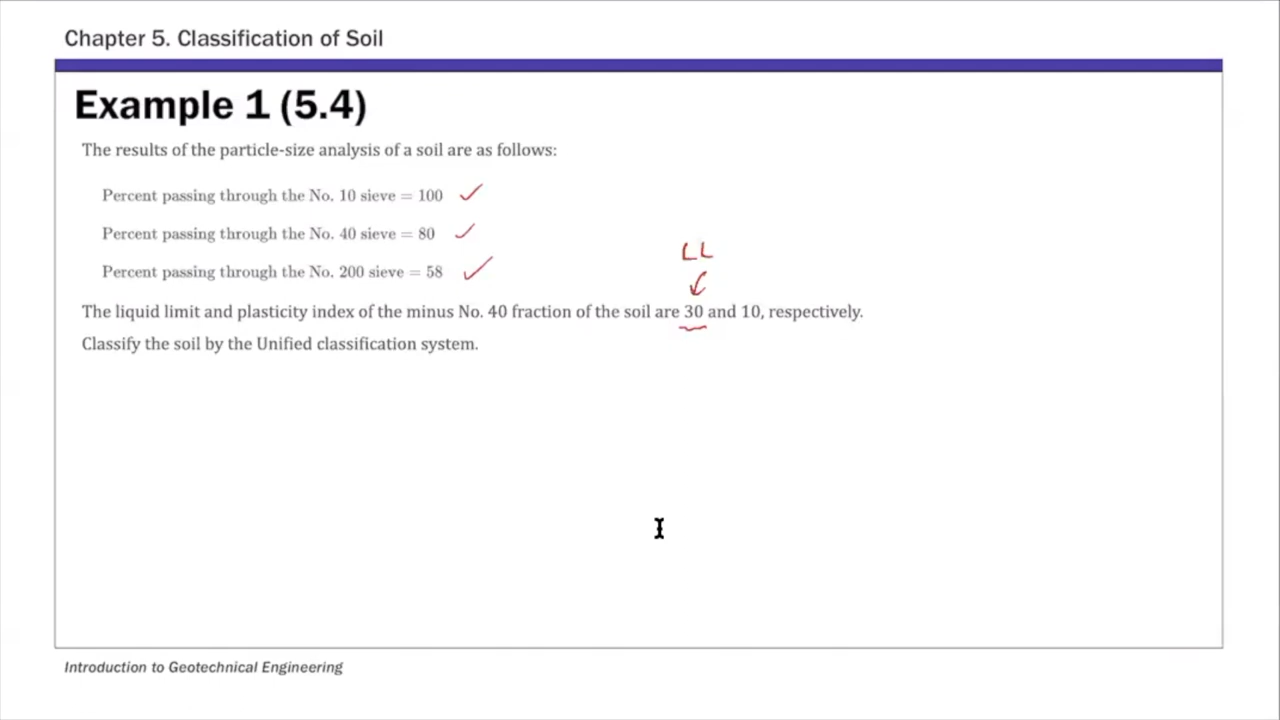 Chapter 5. Classification of Soil
Example 1 (5.4)
The results of the particle-size analysis of a soil are as follows:
Percent passing through the No. 10 sieve = 100
Percent passing through the No. 40 sieve = 80
Percent passing through the No. 200 sieve = 58
LL
The liquid limit and plasticity index of the minus No. 40 fraction of the soil are 30 and 10, respectively.
Classify the soil by the Unified classification system.
Introduction to Geotechnical Engineering